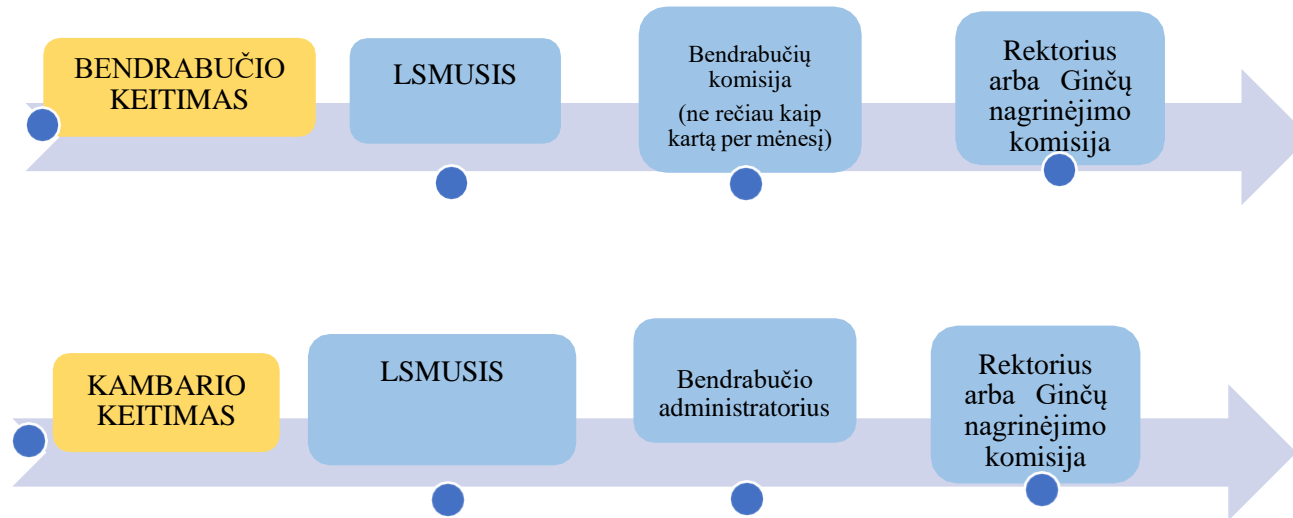 BENDRABUČIO
KEITIMAS
LSMUSIS
Bendrabučių
komisija
(ne rečiau kaip
kartą per mėnesį)
Rektorius
arba Ginčų
nagrinėjimo
komisija
KAMBARIO
KEITIMAS
LSMUSIS
Bendrabučio
administratorius
Rektorius
arba Ginčų
nagrinėjimo
komisija